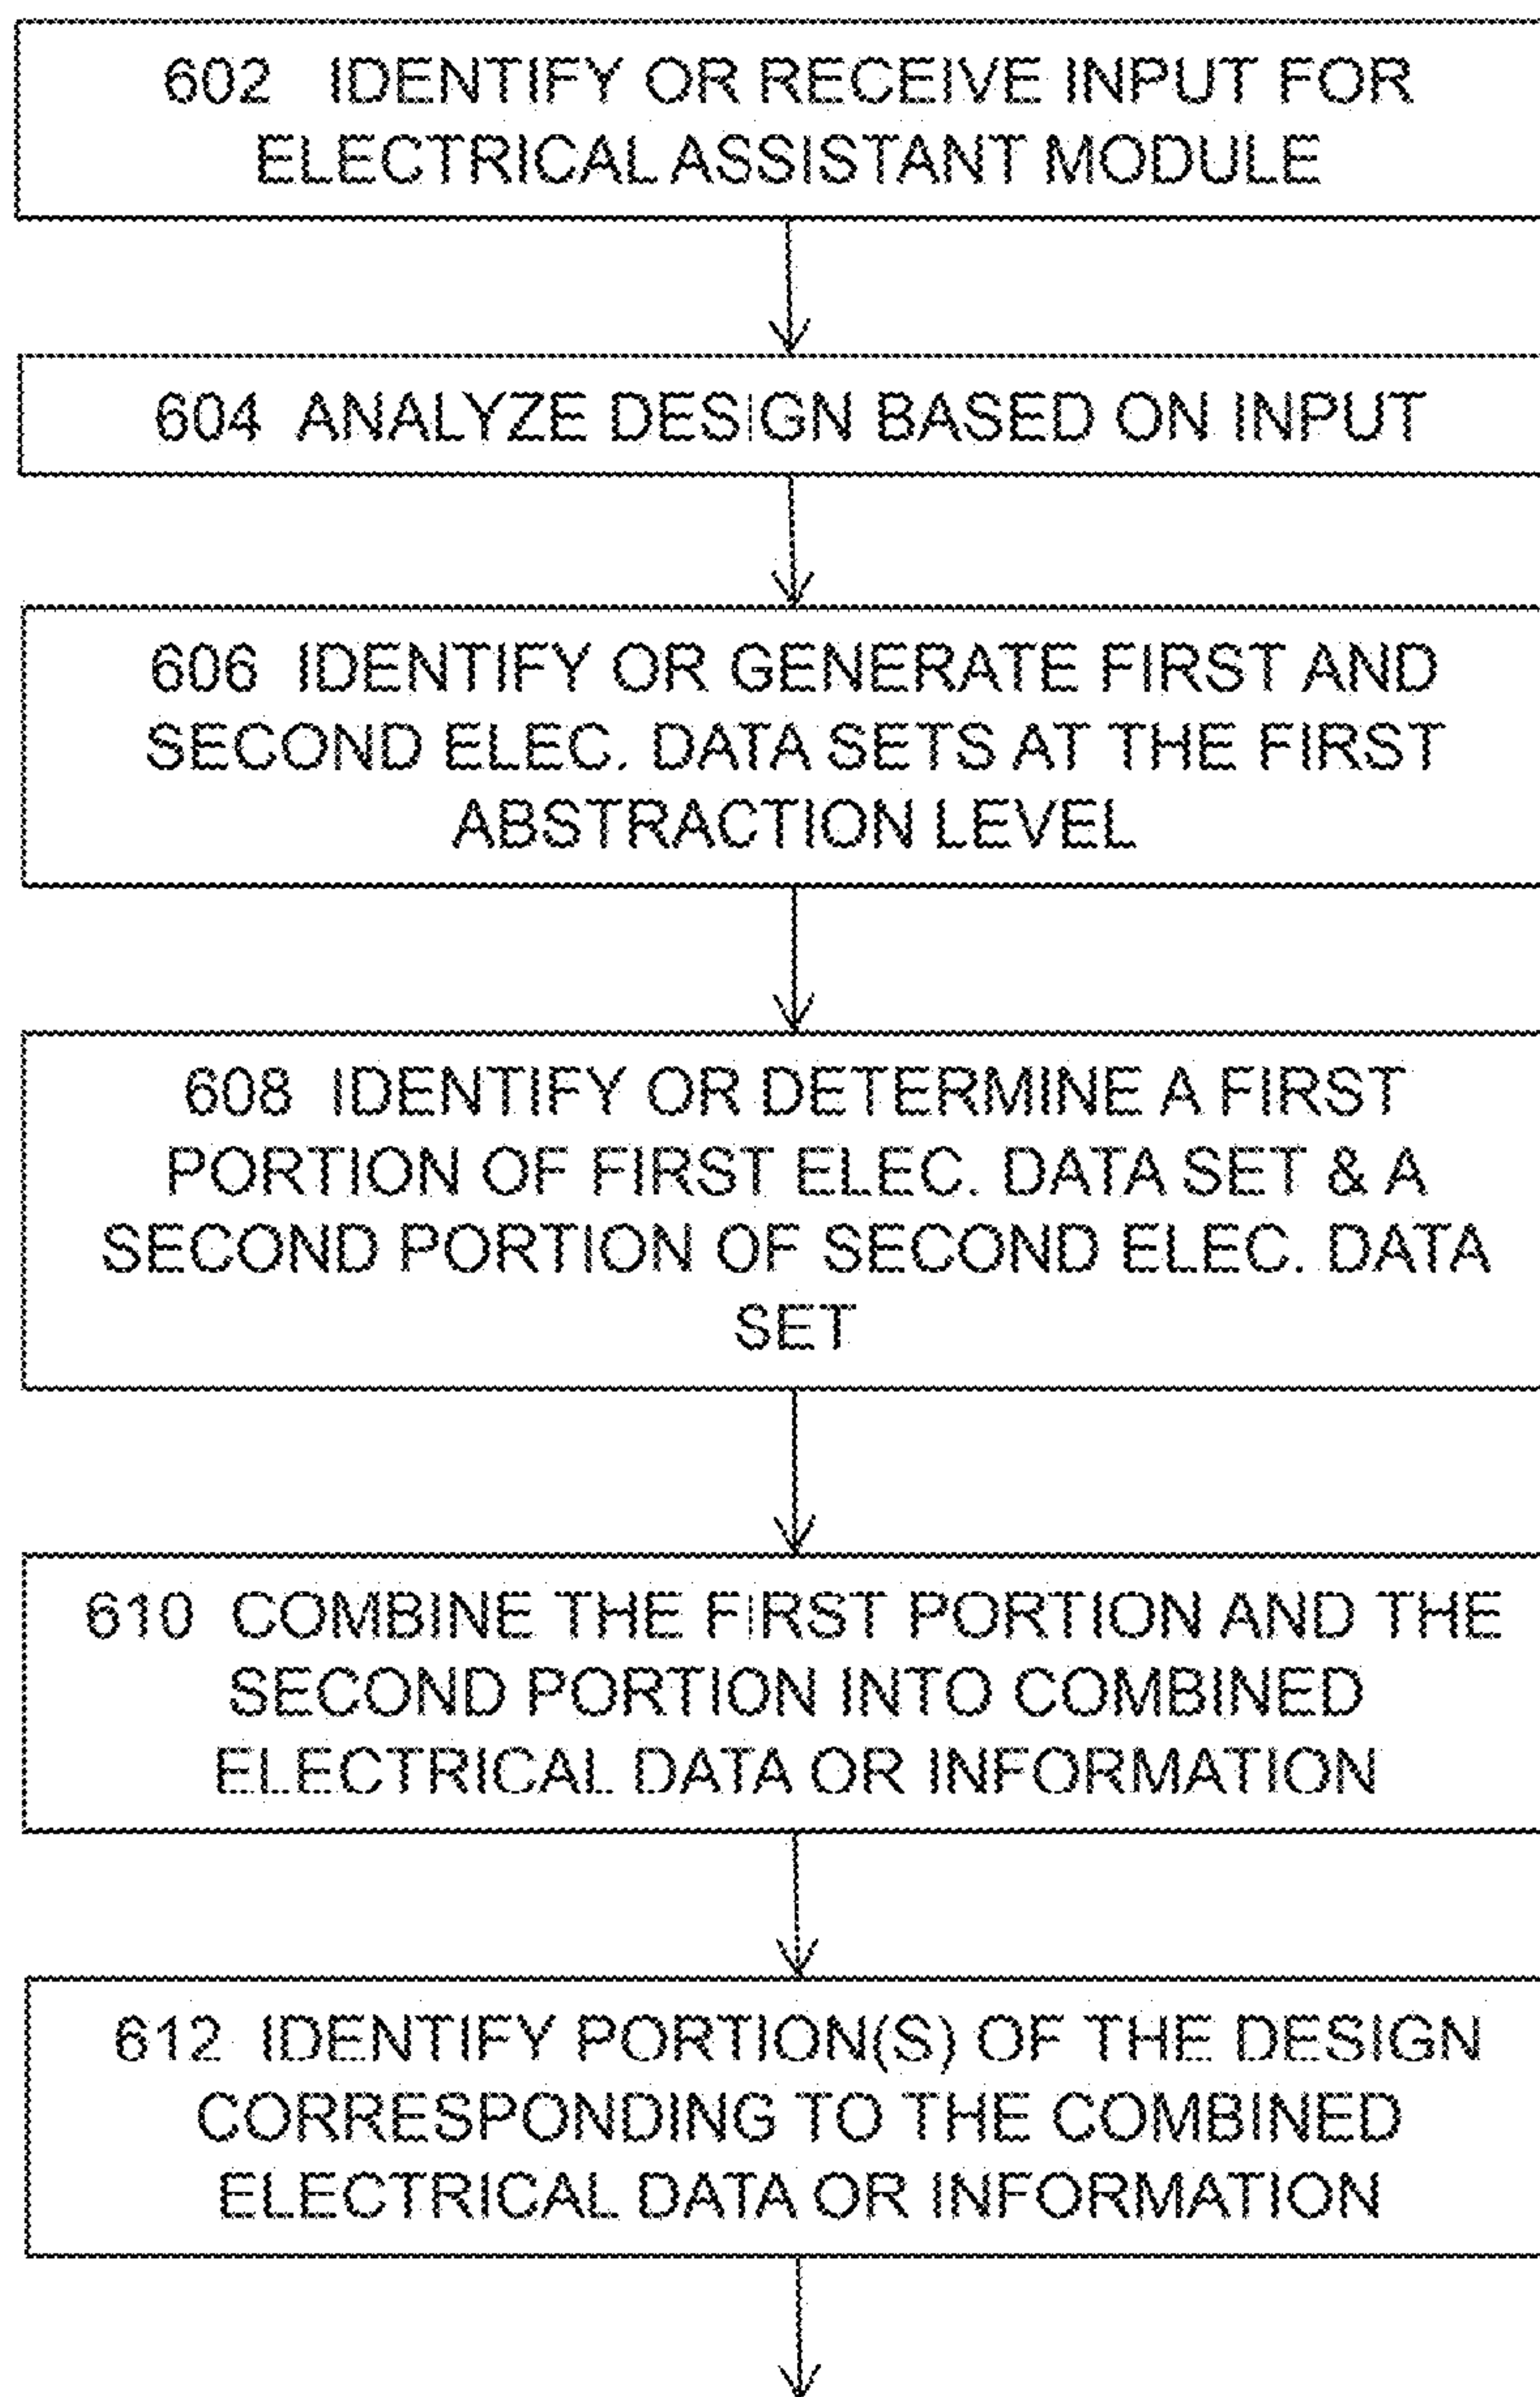 602 IDENTIFY OR RECEIVE INPUT FOR
ELECTRICAL ASSISTANT MODULE
604 ANALYZE DESIGN BASED ON INPUT
606 IDENTIFY OR GENERATE FIRST AND
SECOND ELEC. DATA SETS AT THE FIRST
ABSTRACTION LEVEL
608 IDENTIFY OR DETERMINE A FIRST
PORTION OF FIRST ELEC. DATA SET & A
SECOND PORTION OF SECOND ELEC. DATA
SET
610 COMBINE THE FIRST PORTION AND THE
SECOND PORTION INTO COMBINED
ELECTRICAL DATA OR INFORMATION
612 IDENTIFY PORTION(S) OF THE DESIGN
CORRESPONDING TO THE COMBINED
ELECTRICAL DATA OR INFORMATION